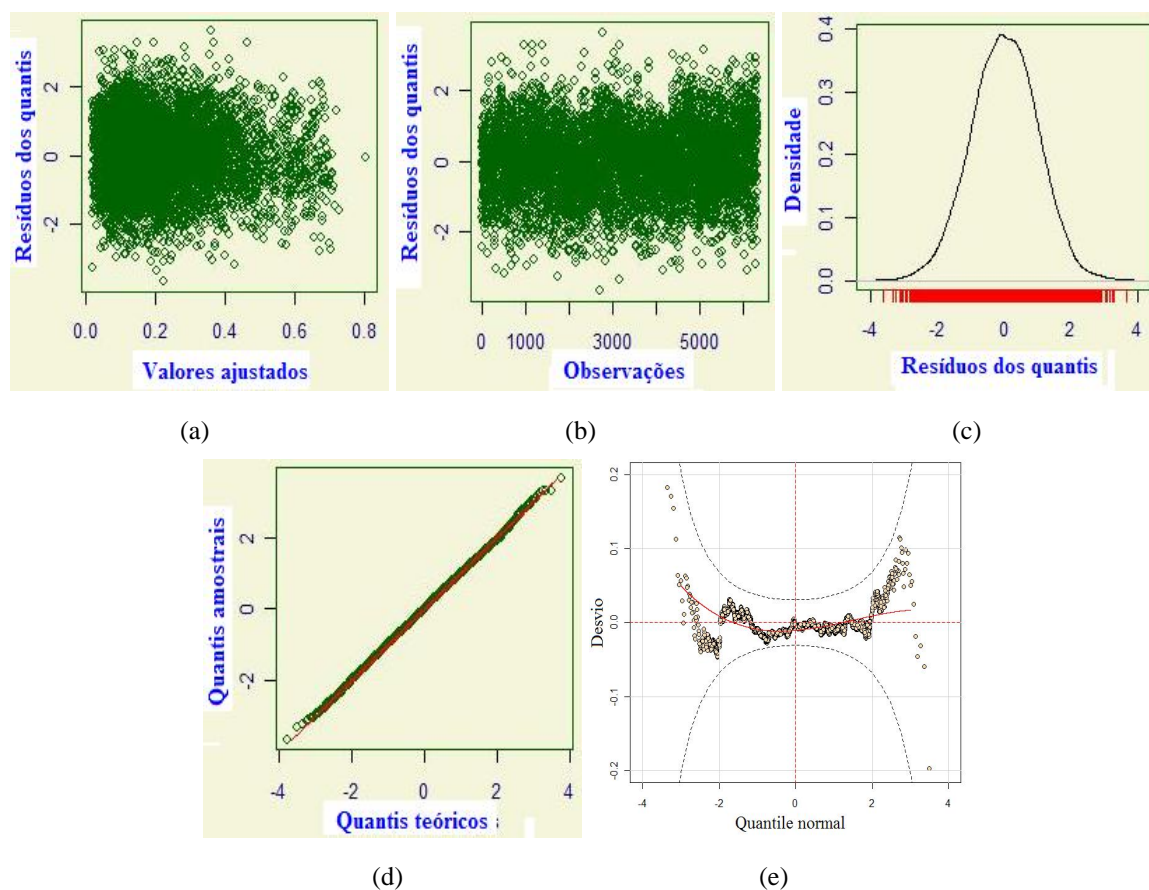 Resíduos dos quantis
2
0
-2
0.0 0.2 0.4 0.6 0.8
Valores ajustados
(a)
Resíduos dos quantis
2
0
-2
0 1000 3000 5000
Observações
(b)
Densidade
0.4
0.3
0.2
0.1
0.0
-4 -2 0 2 4
Resíduos dos quantis
(c)
Quantis amostrais
2
0
-2
-4 -2 0 2 4
Quantis teóricos
(d)
Desvio
0.2
0.1
0.0
-0.1
-0.2
-4 -2 0 2 4
Quantile normal
(e)